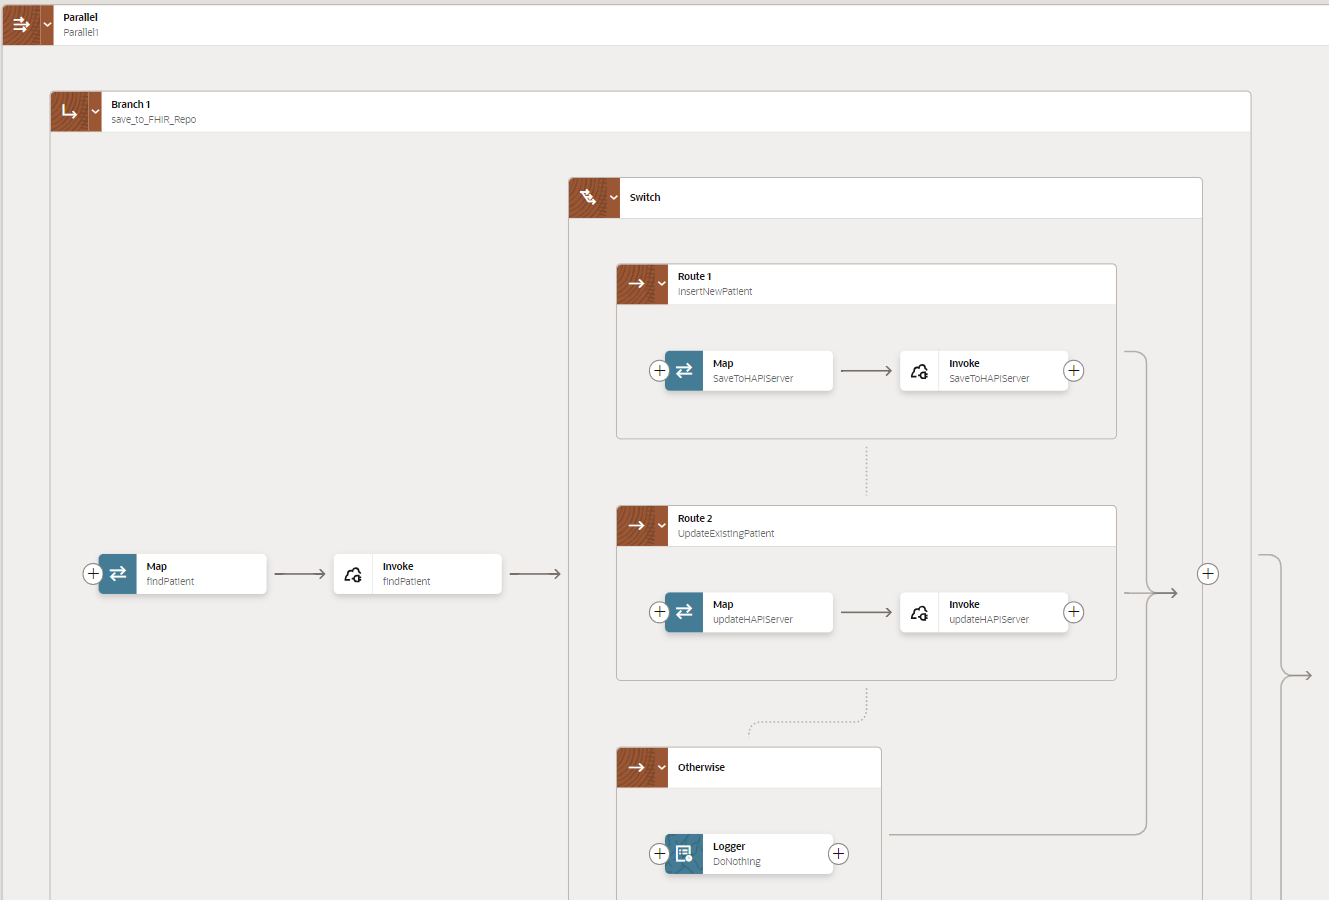 Parallel
Parallel1
Branch 1
save_to_FHIR_Repo
Switch
Route 1
InsertNewPatient
Map
SaveToHAPIServer
Invoke
SaveToHAPIServer
Route 2
UpdateExistingPatient
Map
findPatient
Invoke
findPatient
Map
updateHAPIServer
Invoke
updateHAPIServer
Otherwise
Logger
DoNothing